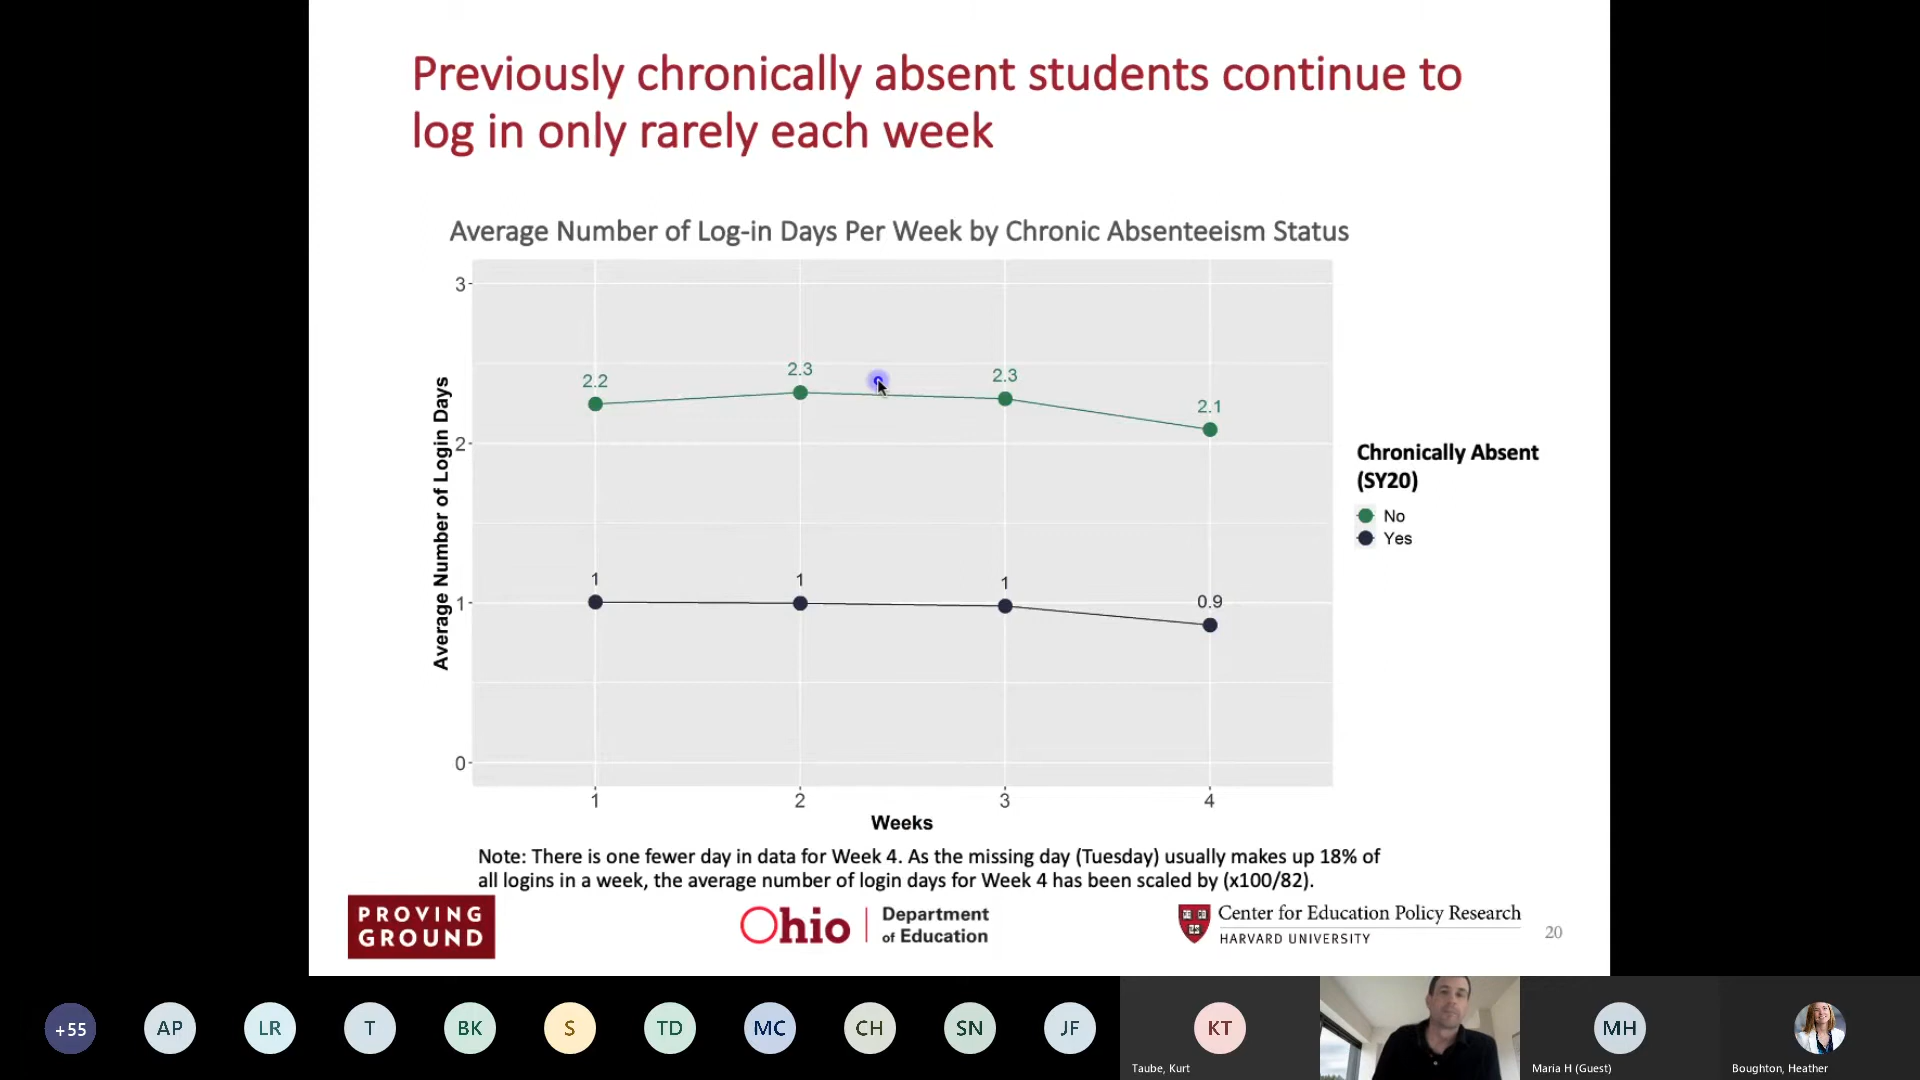 Previously chronically absent students continue to
log in only rarely each week
Average Number of Log-in Days Per Week by Chronic Absenteeism Status
Average Number of Login Days
3
2
1
0
2.2
2.3
2.3
2.1
1
1
1
0.9
1
2
3
4
Weeks
Chronically Absent
(SY20)
No
Yes
Note: There is one fewer day in data for Week 4. As the missing day (Tuesday) usually makes up 18% of
all logins in a week, the average number of login days for Week 4 has been scaled by (x100/82).
PROVING
GROUND
Ohio
Department
of Education
Center for Education Policy Research
HARVARD UNIVERSITY
20
+55
AP
LR
T
BK
S
TD
MC
CH
SN
JF
KT
Taube, Kurt
MH
Maria H (Guest)
Boughton, Heather